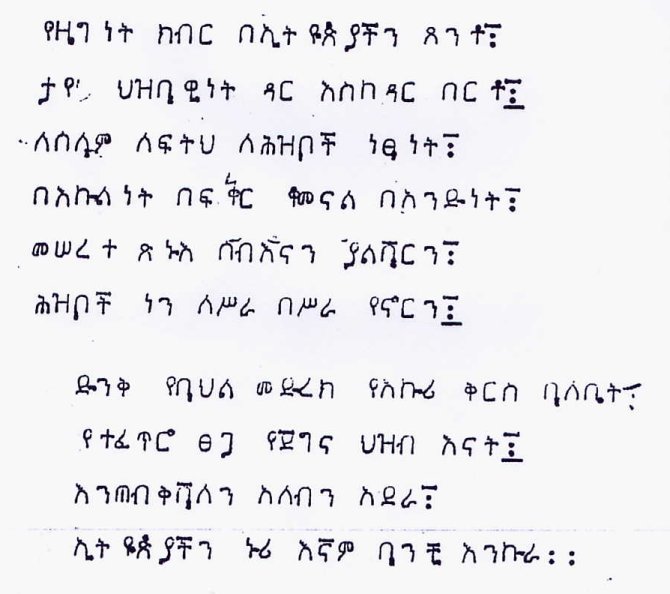 የዜግነት ክብር በኢትዮጵያችን ጸንቶ፤
ታየ ህዝባዊነት ዳር እስከዳር በርቶ፤
ለሰላም ለፍትህ ለሕዝቦች ነፃነት፤
በእኩልነት በፍቅር ቆመናል በአንድነት፤
መሠረተ ጽኑእ ሰብእናን ያልሻርን፤
ሕዝቦች ነን ለሥራ በሥራ የኖርን፤
ድንቅ የባህል መድረክ የአኩሪ ቅርስ ባለቤት፤
የተፈጥሮ ፀጋ የጀግና ህዝብ እናት፤
እንጠብቅሻለን አለብን አደራ፤
ኢትዮጵያችን ኑሪ እኛም ባንቺ እንኩራ፡፡